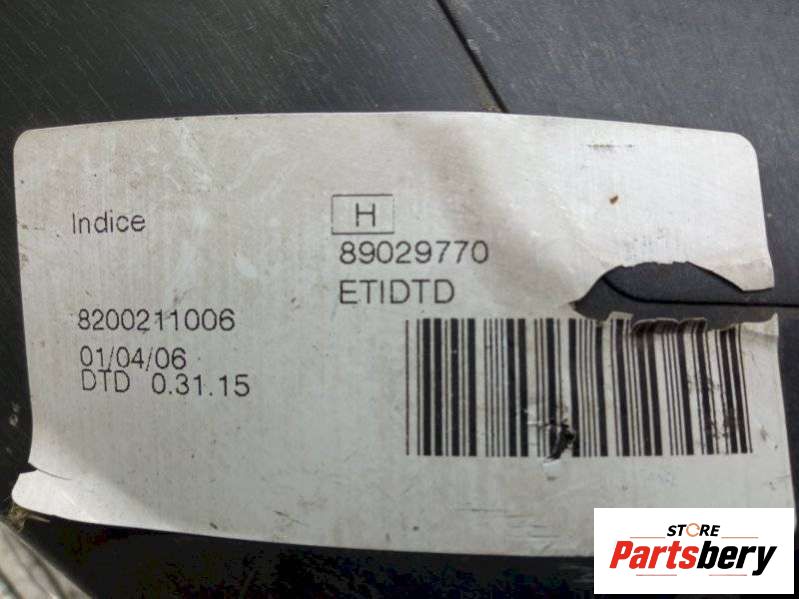 Indice
H
89029770
ETIDTD
8200211006
01/04/06
DTD 0.31.15
STORE
Partsbery